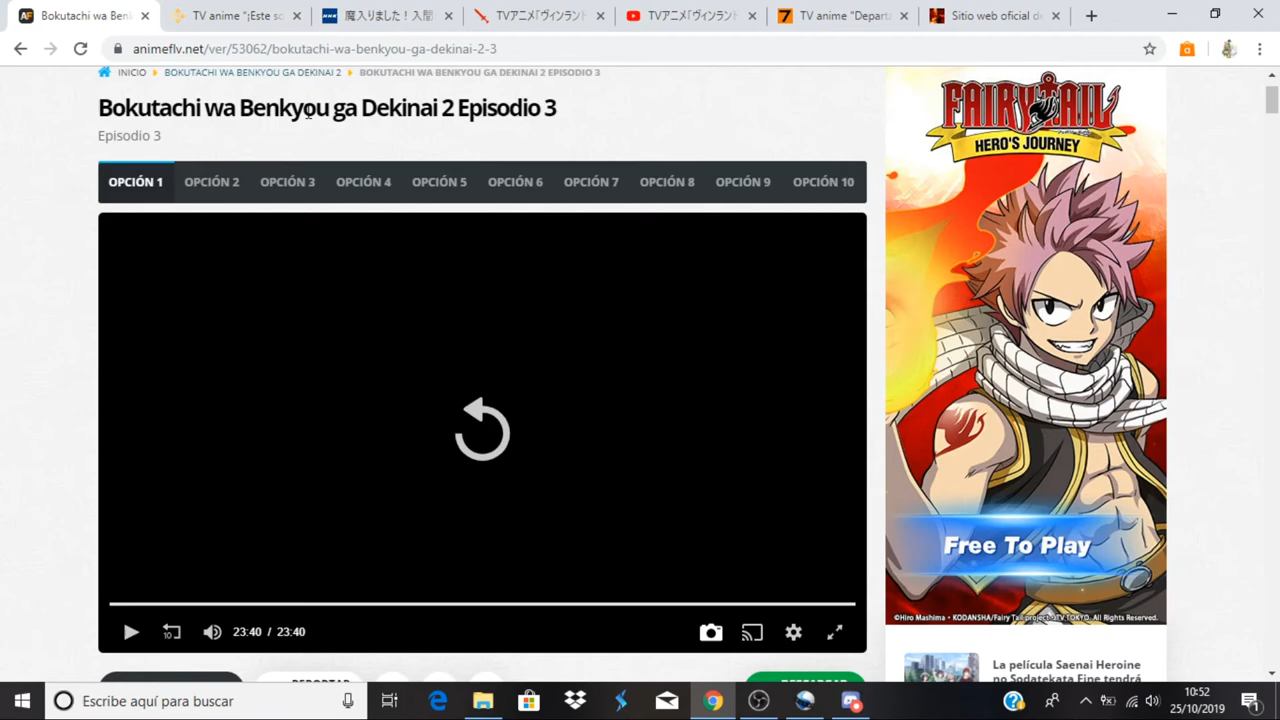 Bokutachi wa Ben
TV anime "¡Este so
NHK 魔入りました！入間
TVアニメ「ヴィンランド
TVアニメ「ヴィンラン
TV anime "Departa
Sitio web oficial de
animeflv.net/ver/53062/bokutachi-wa-benkyou-ga-dekinai-2-3
INICIO BOKUTACHI WA BENKYOU GA DEKINAI 2 BOKUTACHI WA BENKYOU GA DEKINAI 2 EPISODIO 3
Bokutachi wa Benkyou ga Dekinai 2 Episodio 3
Episodio 3
OPCIÓN 1 OPCIÓN 2 OPCIÓN 3 OPCIÓN 4 OPCIÓN 5 OPCIÓN 6 OPCIÓN 7 OPCIÓN 8 OPCIÓN 9 OPCIÓN 10
10
23:40 / 23:40
REPORTAR
DESCARGAR
FAIRY TAIL
HERO'S JOURNEY
Free To Play
©Hiro Mashima • KODANSHA/Fairy Tail project • TV TOKYO. All Rights Reserved.
La película Saenai Heroine
no Sodatekata Fine tendrá
Escribe aquí para buscar
10:52
25/10/2019
1